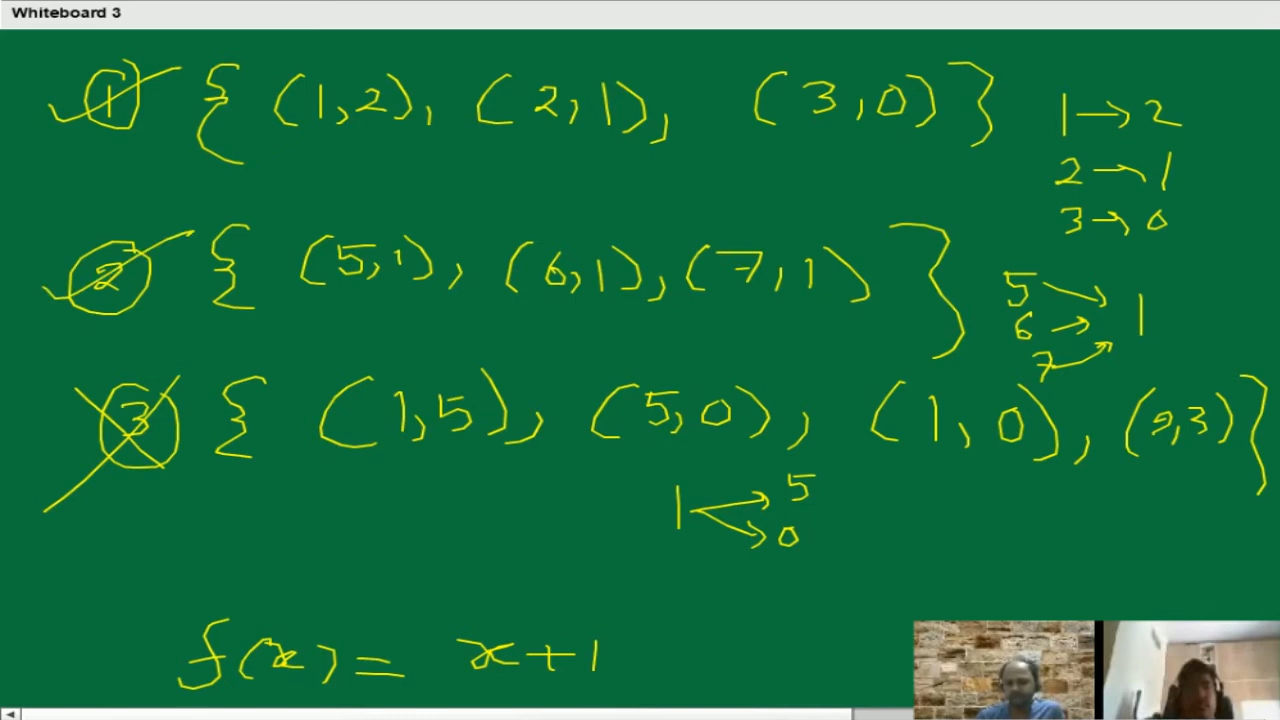 Whiteboard 3
① { (1,2), (2,1), (3,0) }
1 → 2
2 → 1
3 → 0
② { (5,1), (6,1), (7,1) }
5
6 → 1
7
③ { (1,5), (5,0), (1,0), (2,3) }
1 → 5
→ 0
f(x) = x+1